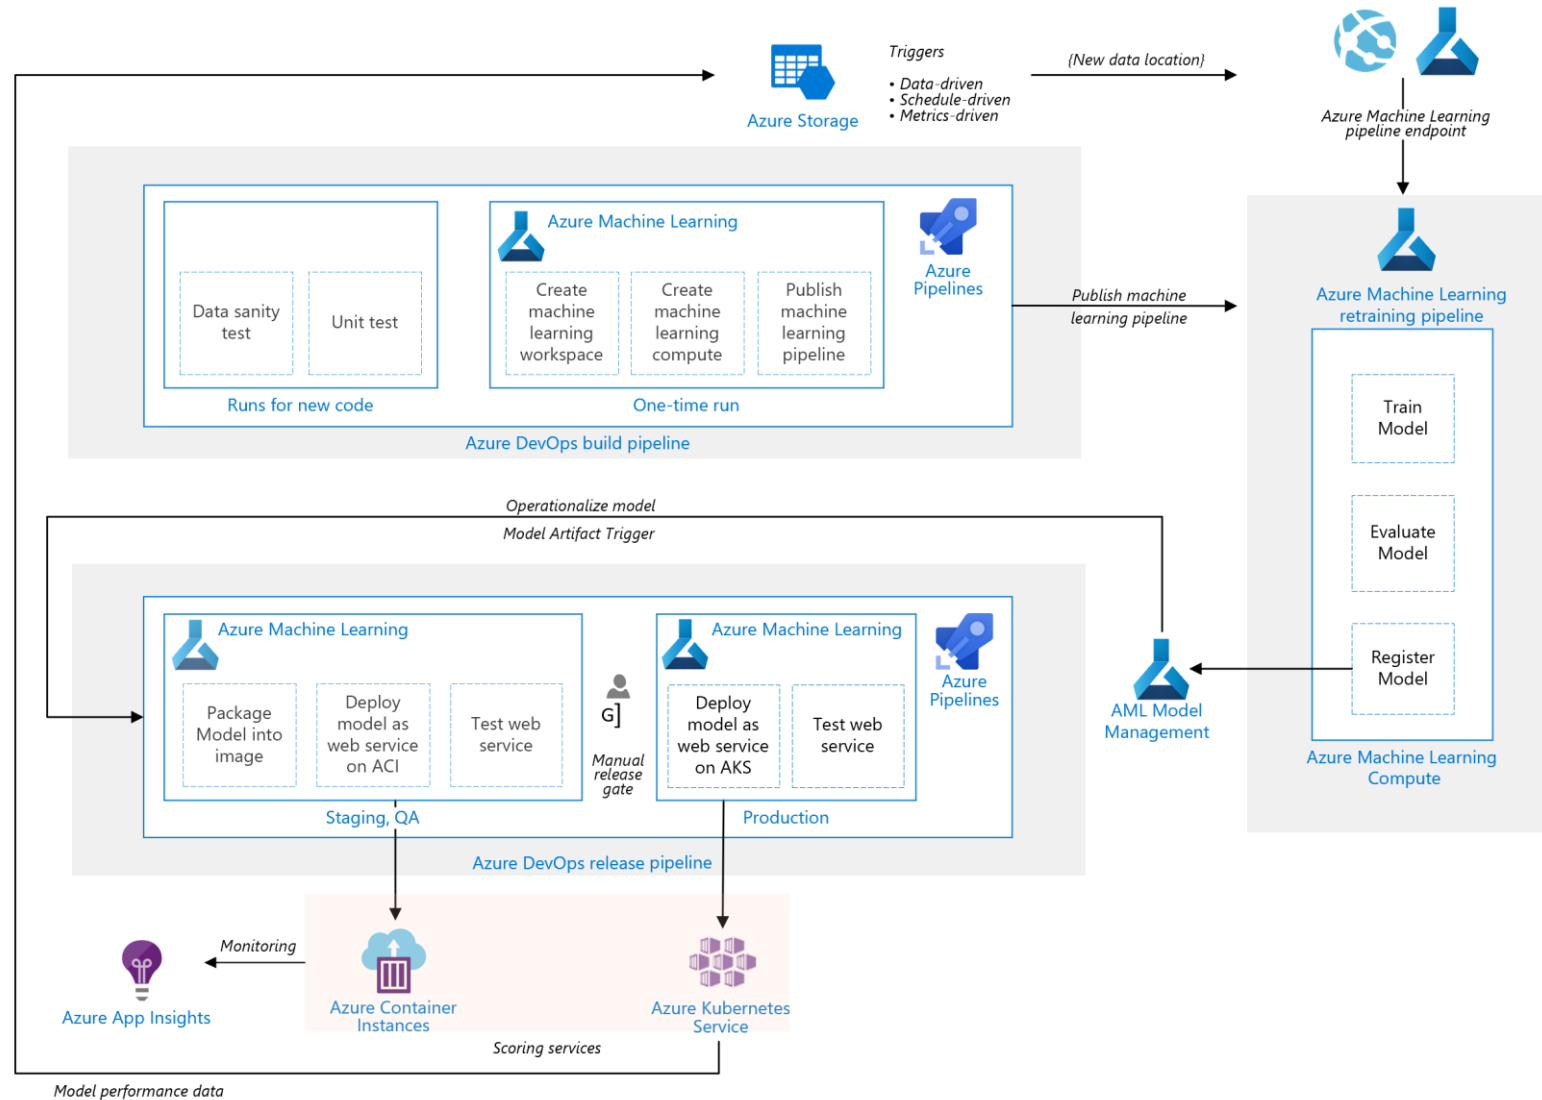 Triggers
• Data-driven
• Schedule-driven
• Metrics-driven
Azure Storage
{New data location}
Azure Machine Learning
pipeline endpoint
Azure Machine Learning
Azure
Pipelines
Data sanity
test
Unit test
Create
machine
learning
workspace
Create
machine
learning
compute
Publish
machine
learning
pipeline
Runs for new code
One-time run
Azure DevOps build pipeline
Publish machine
learning pipeline
Azure Machine Learning
retraining pipeline
Train
Model
Evaluate
Model
Register
Model
Azure Machine Learning
Compute
AML Model
Management
Operationalize model
Model Artifact Trigger
Azure Machine Learning
Package
Model into
image
Deploy
model as
web service
on ACI
Test web
service
Staging, QA
G]
Manual
release
gate
Azure Machine Learning
Deploy
model as
web service
on AKS
Test web
service
Production
Azure
Pipelines
Azure DevOps release pipeline
Monitoring
Azure App Insights
Azure Container
Instances
Azure Kubernetes
Service
Scoring services
Model performance data